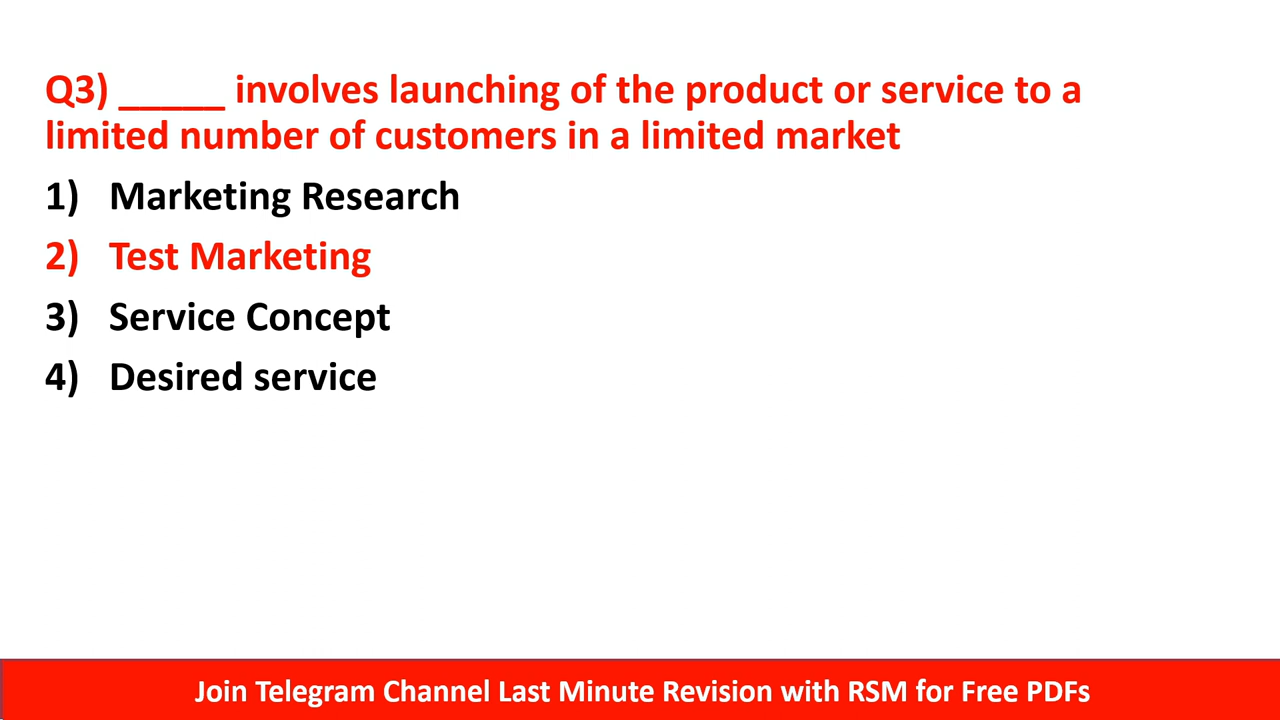 Q3) _____ involves launching of the product or service to a
limited number of customers in a limited market
1) Marketing Research
2) Test Marketing
3) Service Concept
4) Desired service
Join Telegram Channel Last Minute Revision with RSM for Free PDFs